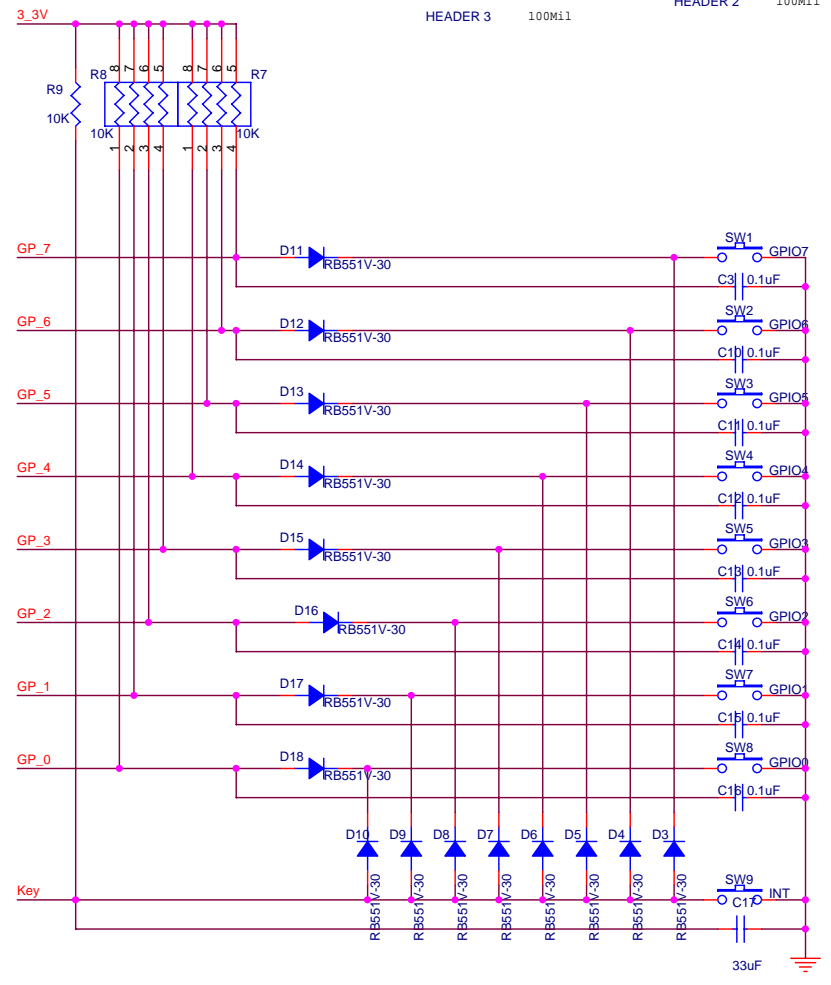 HEADER 2 100Mil
HEADER 3 100Mil
3_3V
8 7 6 5 8 7 6 5
R9 R8 R7
10K 10K 10K
1 2 3 4 1 2 3 4
GP_7 D11 RB551V-30 SW1 GPIO7
C3 0.1uF
GP_6 D12 RB551V-30 SW2 GPIO6
C10 0.1uF
GP_5 D13 RB551V-30 SW3 GPIO5
C11 0.1uF
GP_4 D14 RB551V-30 SW4 GPIO4
C12 0.1uF
GP_3 D15 RB551V-30 SW5 GPIO3
C13 0.1uF
GP_2 D16 RB551V-30 SW6 GPIO2
C14 0.1uF
GP_1 D17 RB551V-30 SW7 GPIO1
C15 0.1uF
GP_0 D18 RB551V-30 SW8 GPIO0
C16 0.1uF
D10 D9 D8 D7 D6 D5 D4 D3
RB551V-30 RB551V-30 RB551V-30 RB551V-30 RB551V-30 RB551V-30 RB551V-30 RB551V-30
Key SW9 INT
C17
33uF